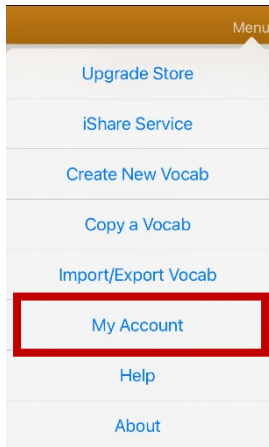 Menu
Upgrade Store
iShare Service
Create New Vocab
Copy a Vocab
Import/Export Vocab
My Account
Help
About